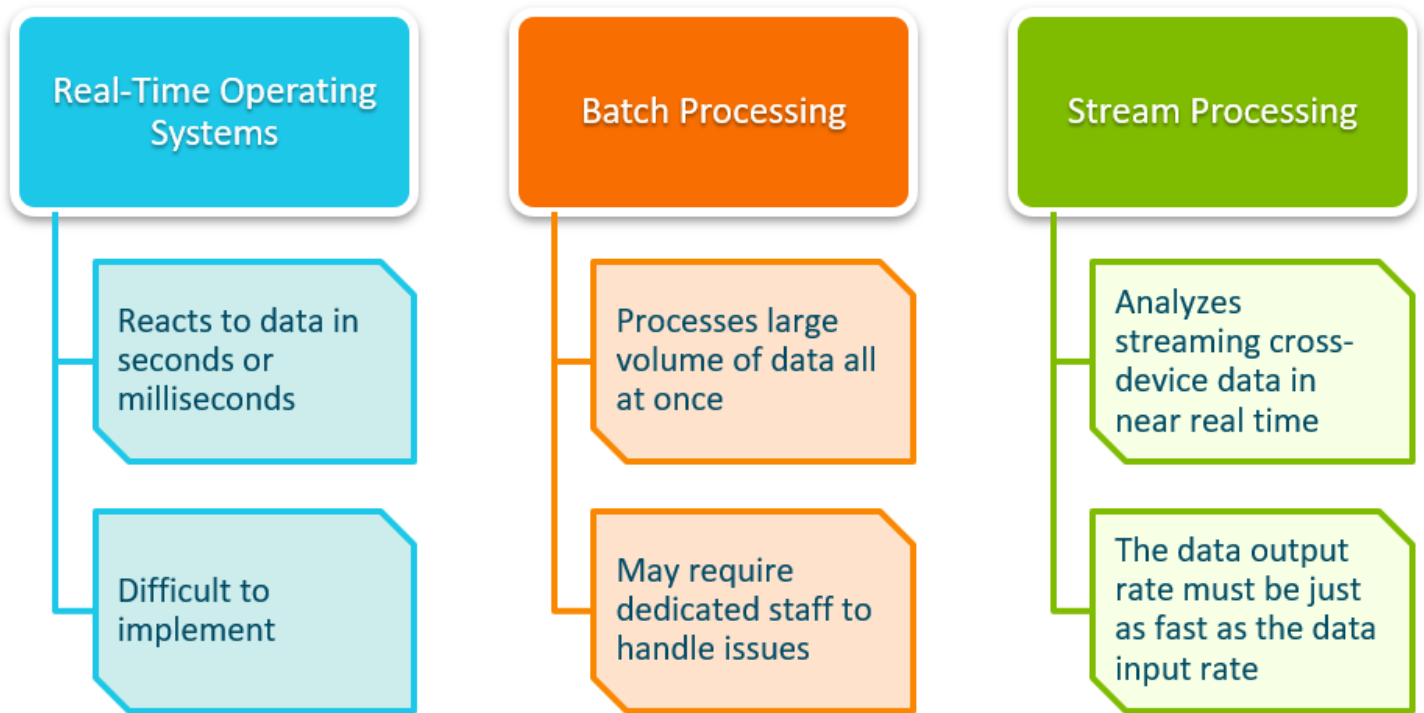 Real-Time Operating
Systems
Reacts to data in
seconds or
milliseconds
Difficult to
implement
Batch Processing
Processes large
volume of data all
at once
May require
dedicated staff to
handle issues
Stream Processing
Analyzes
streaming cross-
device data in
near real time
The data output
rate must be just
as fast as the data
input rate